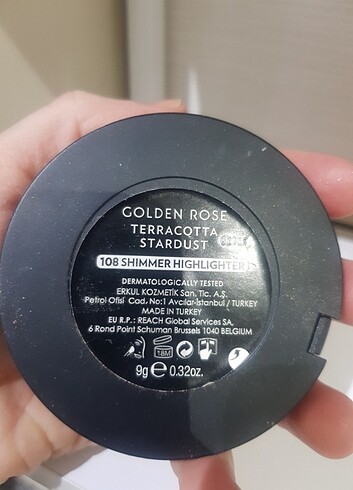 GOLDEN ROSE
TERRACOTTA
STARDUST
108 SHIMMER HIGHLIGHTER
DERMATOLOGICALLY TESTED
ERKUL KOZMETİK San. Tic. A.Ş.
Petrol Ofisi Cad. No:1 Avcılar-İstanbul / TURKEY
MADE IN TURKEY
EU R.P.: REACH Global Services SA,
6 Rond Point Schuman Brussels 1040 BELGIUM
18M
9g ℮ 0.32oz.